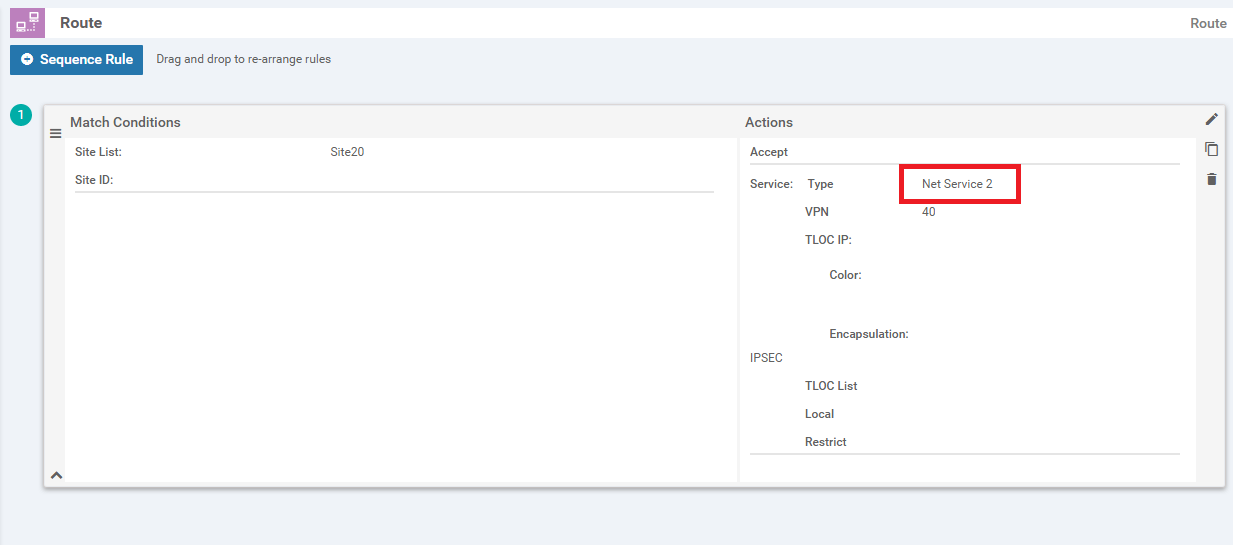 Route
Route
Sequence Rule
Drag and drop to re-arrange rules
1
Match Conditions
Actions
Site List: Site20
Accept
Site ID:
Service: Type Net Service 2
VPN 40
TLOC IP:
Color:
Encapsulation:
IPSEC
TLOC List
Local
Restrict